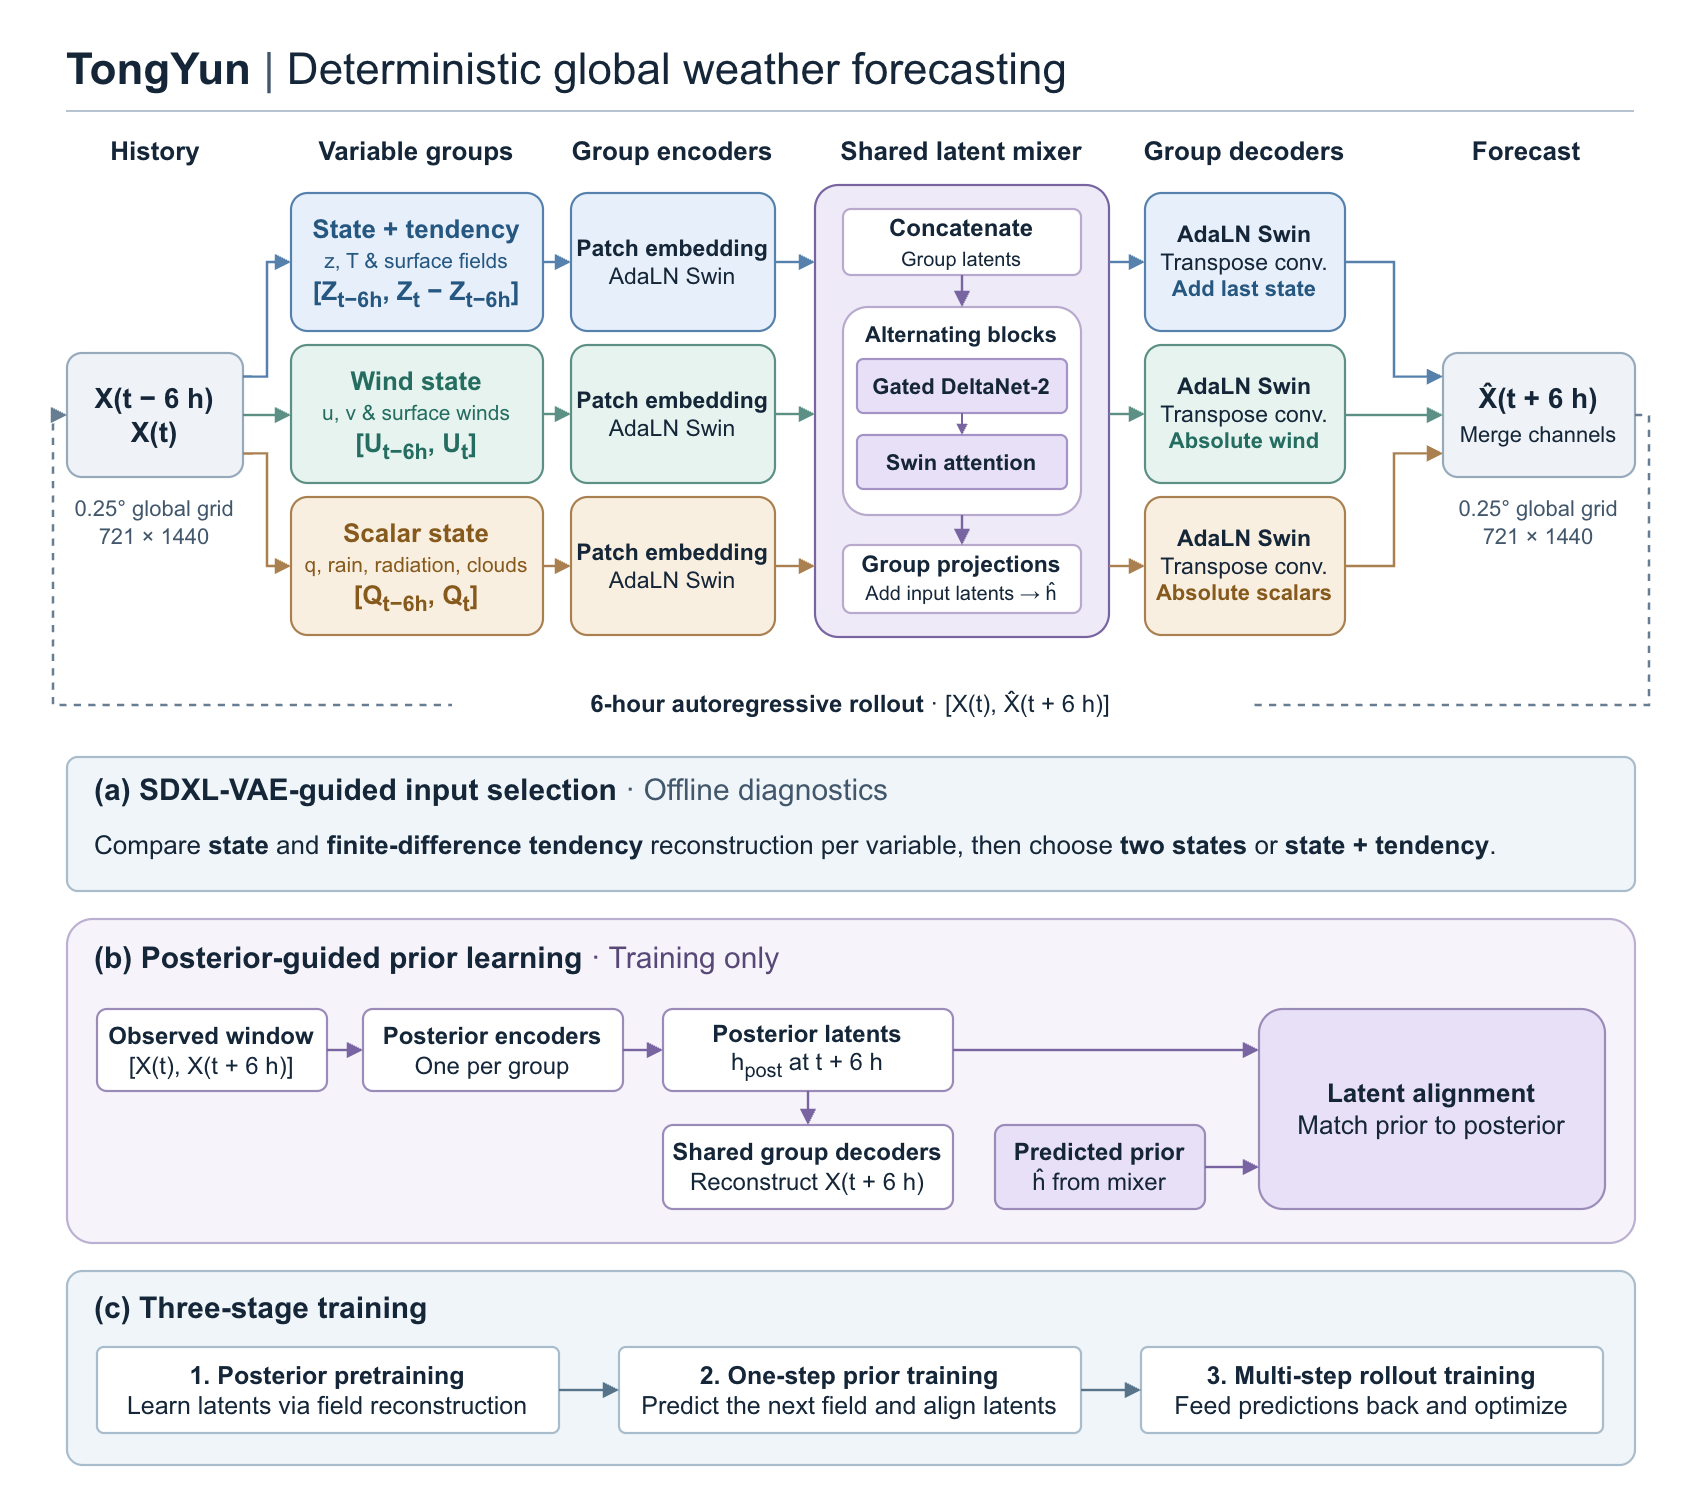 TongYun | Deterministic global weather forecasting
History
Variable groups
Group encoders
Shared latent mixer
Group decoders
Forecast
X(t − 6 h)
X(t)
0.25° global grid
721 × 1440
State + tendency
z, T & surface fields
[Zt−6h, Zt − Zt−6h]
Wind state
u, v & surface winds
[Ut−6h, Ut]
Scalar state
q, rain, radiation, clouds
[Qt−6h, Qt]
Patch embedding
AdaLN Swin
Patch embedding
AdaLN Swin
Patch embedding
AdaLN Swin
Concatenate
Group latents
Alternating blocks
Gated DeltaNet-2
Swin attention
Group projections
Add input latents → ĥ
AdaLN Swin
Transpose conv.
Add last state
AdaLN Swin
Transpose conv.
Absolute wind
AdaLN Swin
Transpose conv.
Absolute scalars
X̂(t + 6 h)
Merge channels
0.25° global grid
721 × 1440
6-hour autoregressive rollout · [X(t), X̂(t + 6 h)]
(a) SDXL-VAE-guided input selection · Offline diagnostics
Compare state and finite-difference tendency reconstruction per variable, then choose two states or state + tendency.
(b) Posterior-guided prior learning · Training only
Observed window
[X(t), X(t + 6 h)]
Posterior encoders
One per group
Posterior latents
hpost at t + 6 h
Shared group decoders
Reconstruct X(t + 6 h)
Predicted prior
ĥ from mixer
Latent alignment
Match prior to posterior
(c) Three-stage training
1. Posterior pretraining
Learn latents via field reconstruction
2. One-step prior training
Predict the next field and align latents
3. Multi-step rollout training
Feed predictions back and optimize